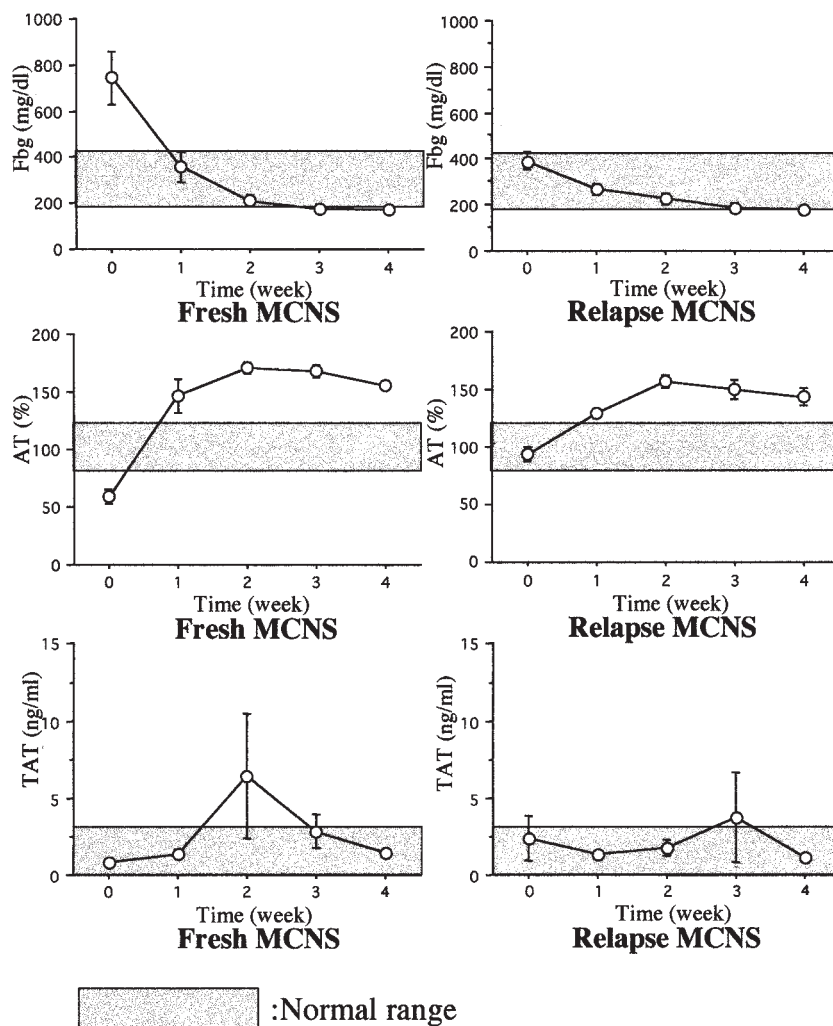 1000
800
600
400
200
0
Fbg (mg/dl)
0 1 2 3 4
Time (week)
Fresh MCNS
1000
800
600
400
200
0
Fbg (mg/dl)
0 1 2 3 4
Time (week)
Relapse MCNS
200
150
100
50
0
AT (%)
0 1 2 3 4
Time (week)
Fresh MCNS
200
150
100
50
0
AT (%)
0 1 2 3 4
Time (week)
Relapse MCNS
15
10
5
0
TAT (ng/ml)
0 1 2 3 4
Time (week)
Fresh MCNS
15
10
5
0
TAT (ng/ml)
0 1 2 3 4
Time (week)
Relapse MCNS
:Normal range